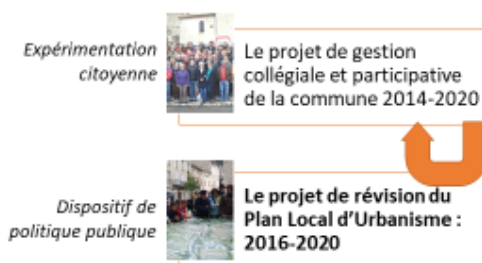 Expérimentation
citoyenne
Le projet de gestion
collégiale et participative
de la commune 2014-2020
Dispositif de
politique publique
Le projet de révision du
Plan Local d'Urbanisme :
2016-2020